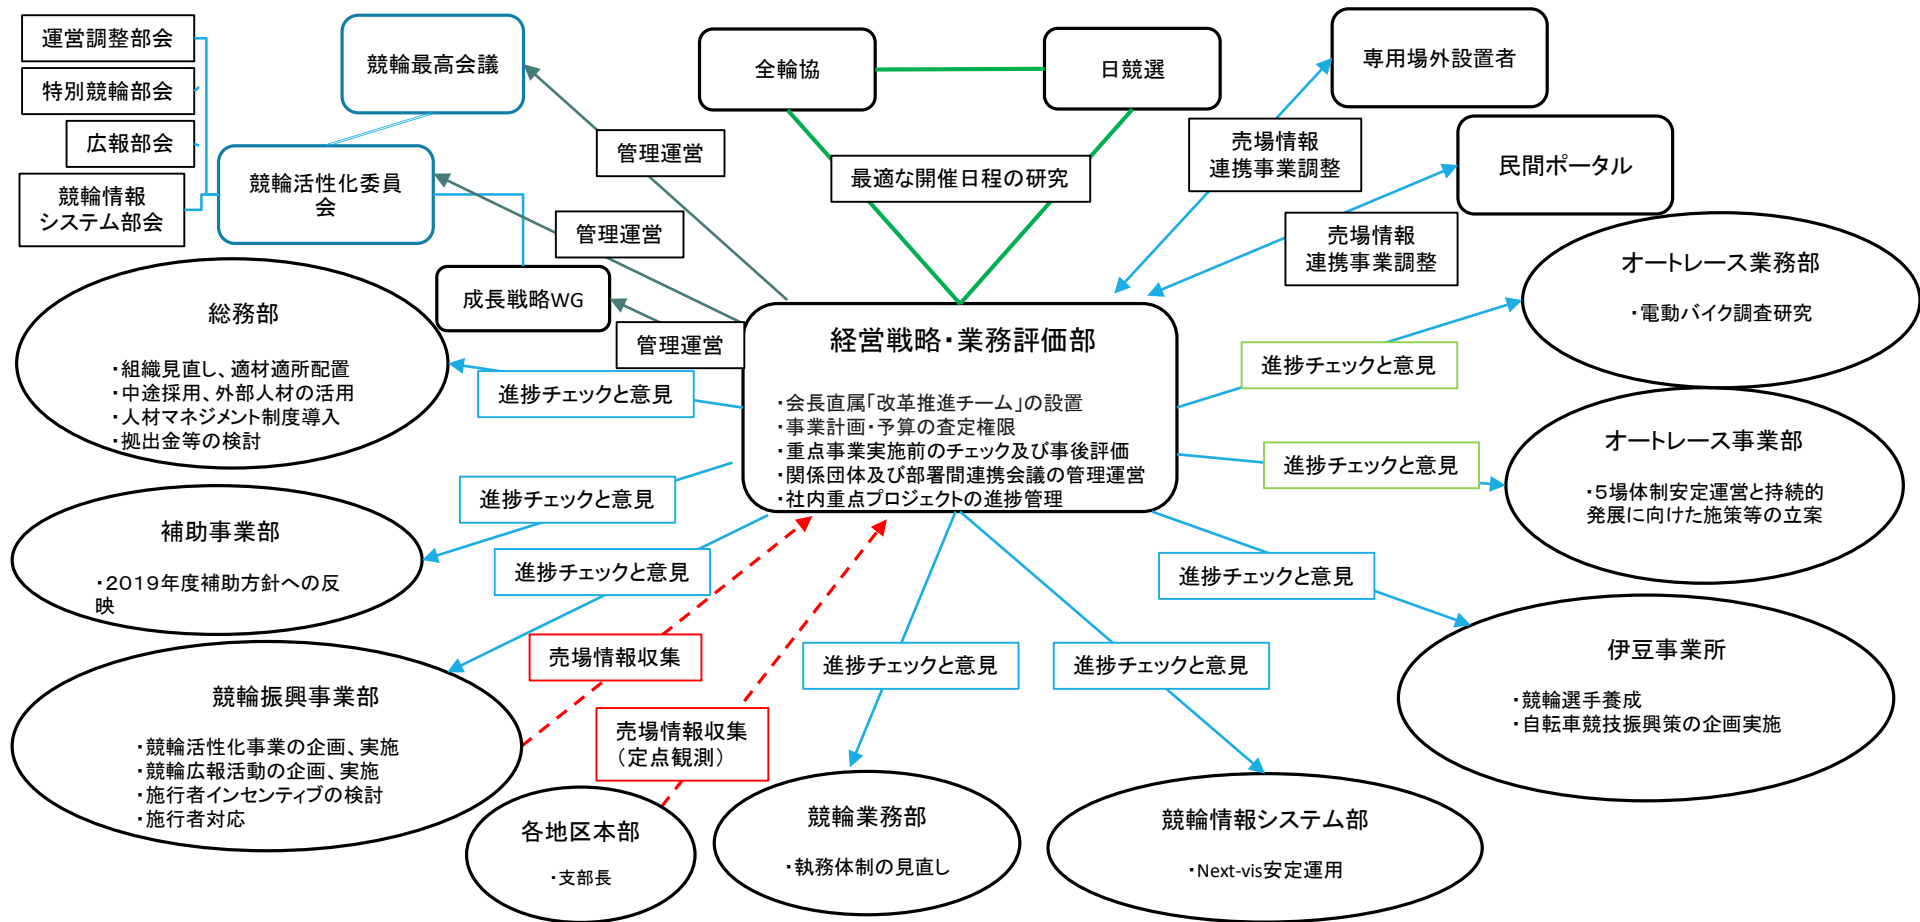 運営調整部会
特別競輪部会
広報部会
競輪情報
システム部会
競輪最高会議
競輪活性化委員
会
全輪協
日競選
専用場外設置者
民間ポータル
管理運営
管理運営
管理運営
最適な開催日程の研究
売場情報
連携事業調整
売場情報
連携事業調整
成長戦略WG
総務部
・組織見直し、適材適所配置
・中途採用、外部人材の活用
・人材マネジメント制度導入
・拠出金等の検討
経営戦略・業務評価部
・会長直属「改革推進チーム」の設置
・事業計画・予算の査定権限
・重点事業実施前のチェック及び事後評価
・関係団体及び部署間連携会議の管理運営
・社内重点プロジェクトの進捗管理
オートレース業務部
・電動バイク調査研究
進捗チェックと意見
進捗チェックと意見
進捗チェックと意見
進捗チェックと意見
進捗チェックと意見
進捗チェックと意見
進捗チェックと意見
進捗チェックと意見
オートレース事業部
・５場体制安定運営と持続的
発展に向けた施策等の立案
補助事業部
・２０１９年度補助方針への反
映
売場情報収集
売場情報収集
（定点観測）
競輪振興事業部
・競輪活性化事業の企画、実施
・競輪広報活動の企画、実施
・施行者インセンティブの検討
・施行者対応
伊豆事業所
・競輪選手養成
・自転車競技振興策の企画実施
各地区本部
・支部長
競輪業務部
・執務体制の見直し
競輪情報システム部
・Next-vis安定運用